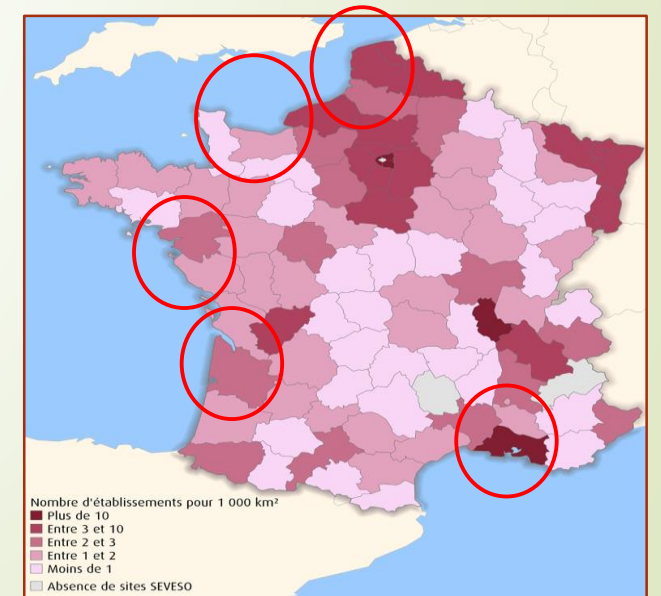 Nombre d'établissements pour 1 000 km²
Plus de 10
Entre 3 et 10
Entre 2 et 3
Entre 1 et 2
Moins de 1
Absence de sites SEVESO